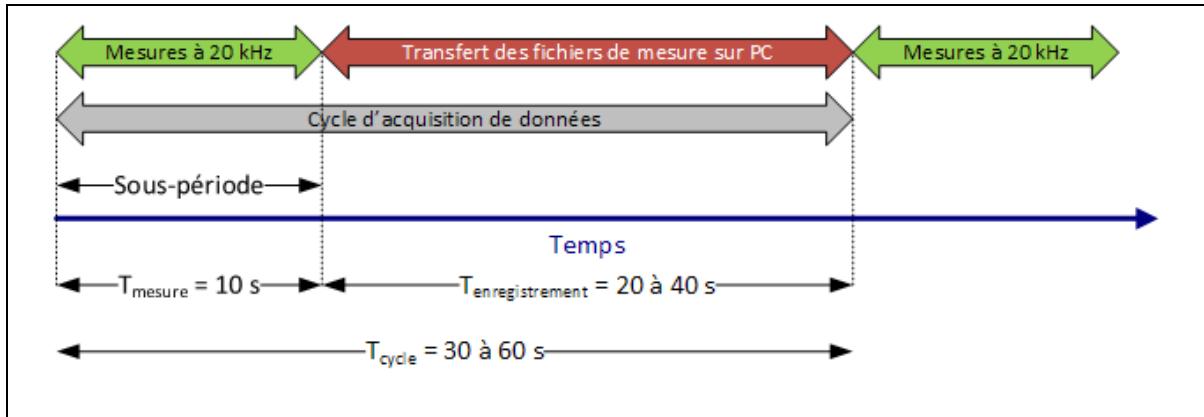 Mesures à 20 kHz
Transfert des fichiers de mesure sur PC
Mesures à 20 kHz
Cycle d’acquisition de données
Sous-période
Temps
Tmesure = 10 s
Tenregistrement = 20 à 40 s
Tcycle = 30 à 60 s